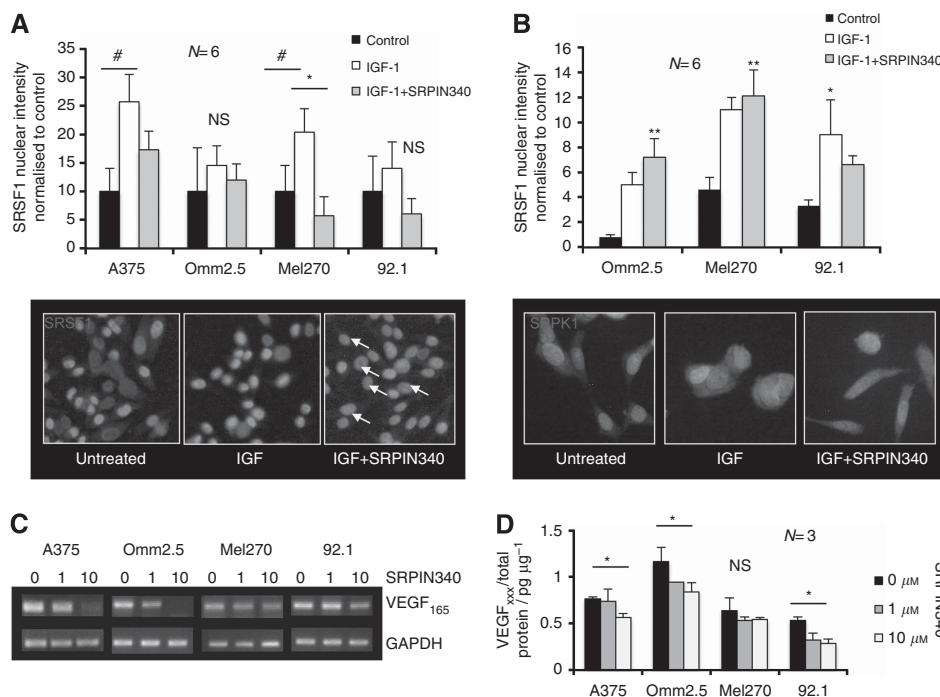 A
SRSF1 nuclear intensity
normalised to control
35
30
25
20
15
10
5
0
#
N=6
NS
#
*
NS
Control
IGF-1
IGF-1+SRPIN340
A375
Omm2.5
Mel270
92.1
SRSF1
Untreated
IGF
IGF+SRPIN340
B
SRSF1 nuclear intensity
normalised to control
16
14
12
10
8
6
4
2
0
N=6
**
**
*
Control
IGF-1
IGF-1+SRPIN340
Omm2.5
Mel270
92.1
SRPK1
Untreated
IGF
IGF+SRPIN340
C
A375
Omm2.5
Mel270
92.1
0 1 10 0 1 10 0 1 10 0 1 10 SRPIN340
VEGF165
GAPDH
D
VEGFxxx/total
protein / pg μg−1
1.5
1
0.5
0
*
*
NS
*
N=3
0 μM
1 μM
10 μM
A375
Omm2.5
Mel270
92.1